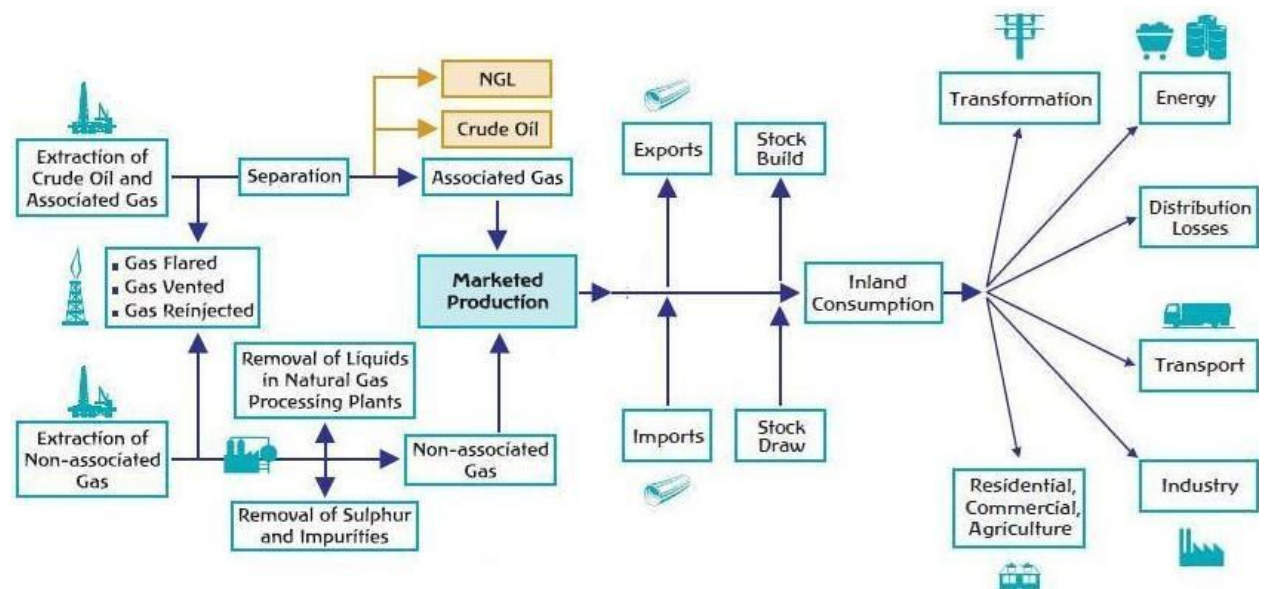 NGL
Crude Oil
Extraction of
Crude Oil and
Associated Gas
Separation
Associated Gas
▪ Gas Flared
▪ Gas Vented
▪ Gas Reinjected
Marketed
Production
Removal of Liquids
in Natural Gas
Processing Plants
Extraction of
Non-associated
Gas
Non-associated
Gas
Removal of Sulphur
and Impurities
Exports
Stock
Build
Imports
Stock
Draw
Inland
Consumption
Transformation
Energy
Distribution
Losses
Transport
Industry
Residential,
Commercial,
Agriculture